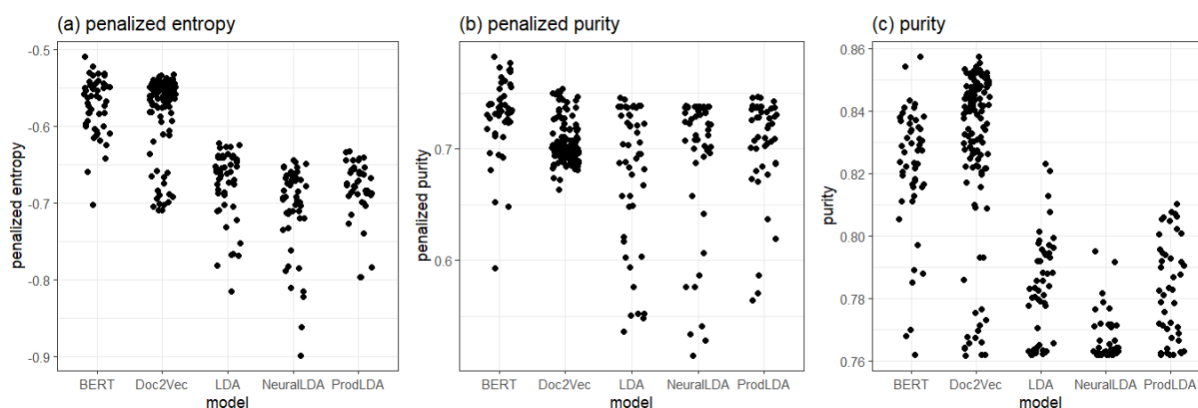 (a) penalized entropy
penalized entropy
-0.5
-0.6
-0.7
-0.8
-0.9
BERT Doc2Vec LDA NeuralLDA ProdLDA
model
(b) penalized purity
penalized purity
0.7
0.6
BERT Doc2Vec LDA NeuralLDA ProdLDA
model
(c) purity
purity
0.86
0.84
0.82
0.80
0.78
0.76
BERT Doc2Vec LDA NeuralLDA ProdLDA
model